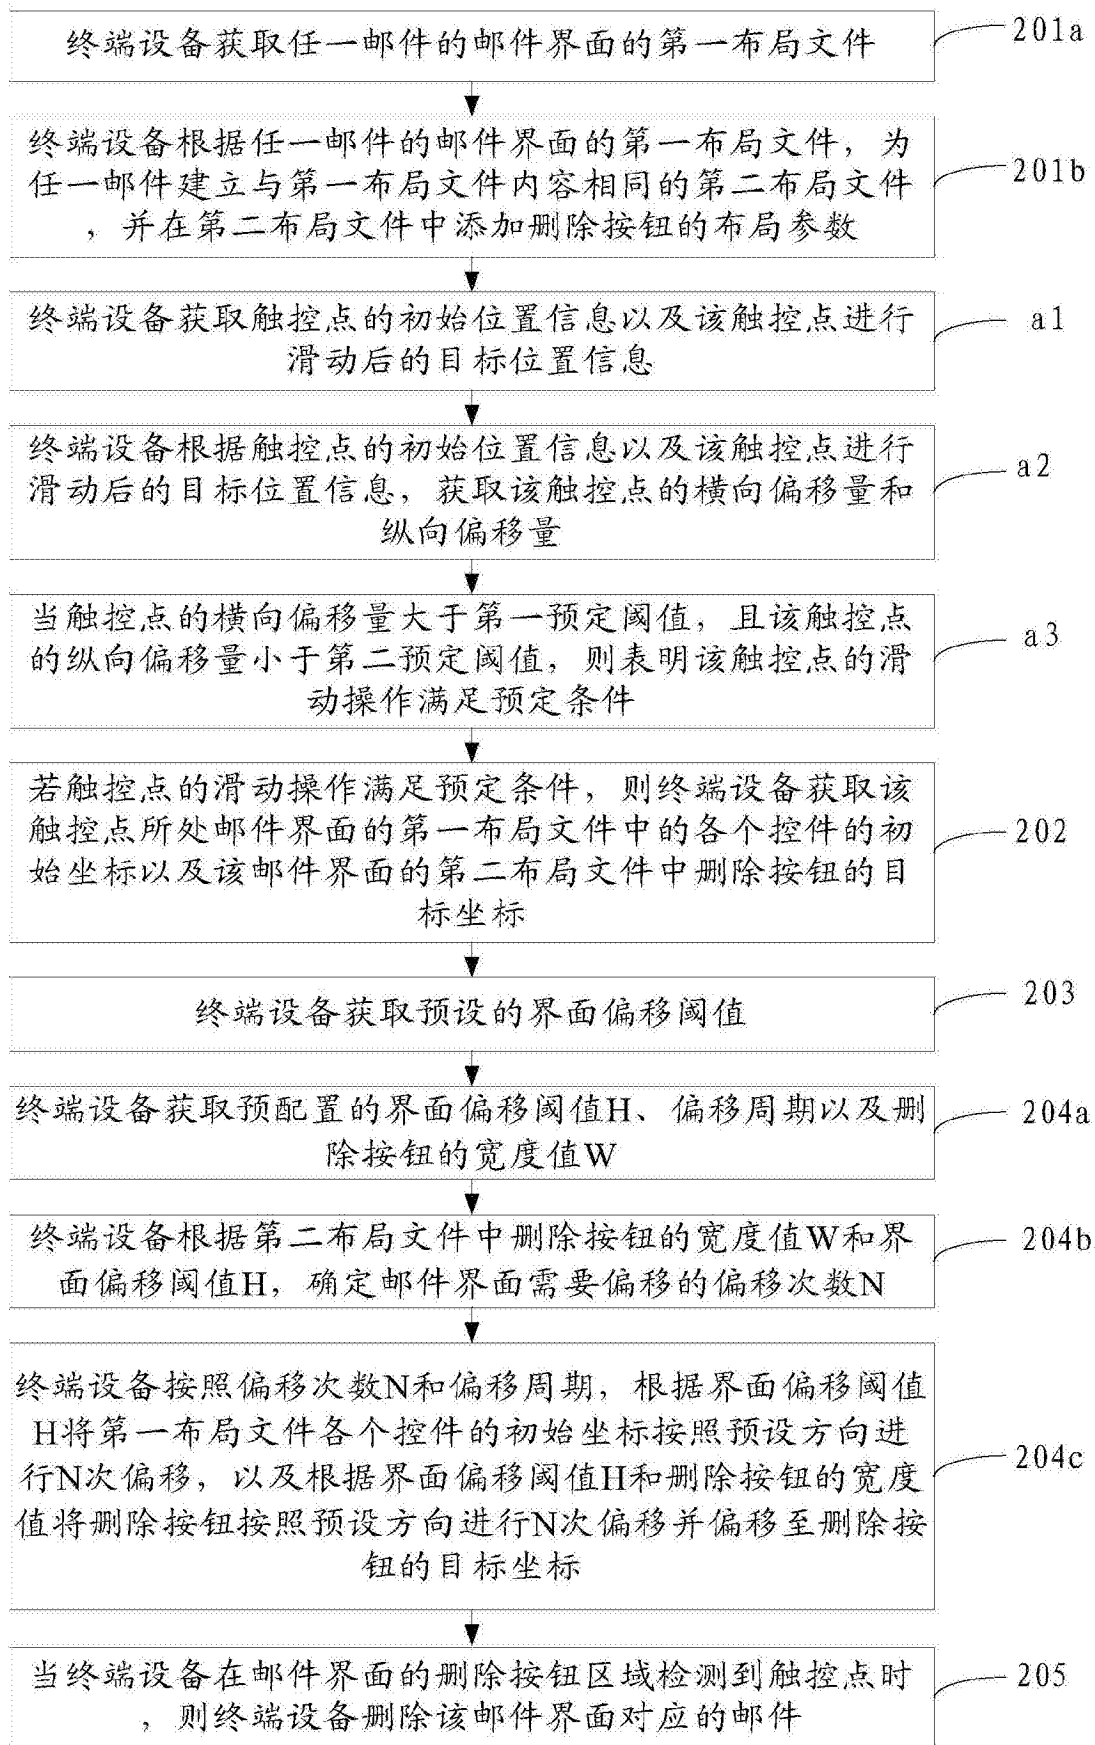 终端设备获取任一邮件的邮件界面的第一布局文件
201a
终端设备根据任一邮件的邮件界面的第一布局文件，为
任一邮件建立与第一布局文件内容相同的第二布局文件
，并在第二布局文件中添加删除按钮的布局参数
201b
终端设备获取触控点的初始位置信息以及该触控点进行
滑动后的目标位置信息
a1
终端设备根据触控点的初始位置信息以及该触控点进行
滑动后的目标位置信息，获取该触控点的横向偏移量和
纵向偏移量
a2
当触控点的横向偏移量大于第一预定阈值，且该触控点
的纵向偏移量小于第二预定阈值，则表明该触控点的滑
动操作满足预定条件
a3
若触控点的滑动操作满足预定条件，则终端设备获取该
触控点所处邮件界面的第一布局文件中的各个控件的初
始坐标以及该邮件界面的第二布局文件中删除按钮的目
标坐标
202
终端设备获取预设的界面偏移阈值
203
终端设备获取预配置的界面偏移阈值H、偏移周期以及删
除按钮的宽度值W
204a
终端设备根据第二布局文件中删除按钮的宽度值W和界
面偏移阈值H，确定邮件界面需要偏移的偏移次数N
204b
终端设备按照偏移次数N和偏移周期，根据界面偏移阈值
H将第一布局文件各个控件的初始坐标按照预设方向进
行N次偏移，以及根据界面偏移阈值H和删除按钮的宽度
值将删除按钮按照预设方向进行N次偏移并偏移至删除按
钮的目标坐标
204c
当终端设备在邮件界面的删除按钮区域检测到触控点时
，则终端设备删除该邮件界面对应的邮件
205